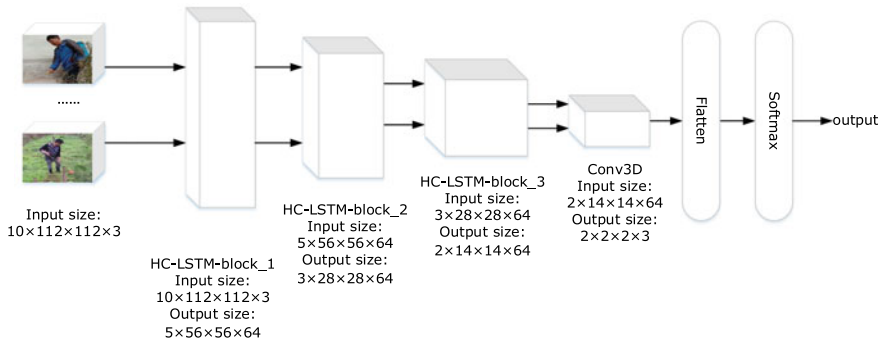 ......
Input size:
10×112×112×3
HC-LSTM-block_1
Input size:
10×112×112×3
Output size:
5×56×56×64
HC-LSTM-block_2
Input size:
5×56×56×64
Output size:
3×28×28×64
HC-LSTM-block_3
Input size:
3×28×28×64
Output size:
2×14×14×64
Conv3D
Input size:
2×14×14×64
Output size:
2×2×2×3
Flatten
Softmax
output